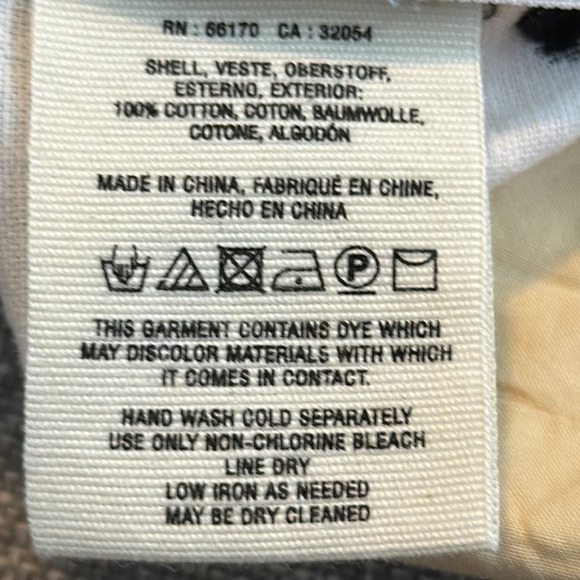 RN : 56170 CA : 32054
SHELL, VESTE, OBERSTOFF,
ESTERNO, EXTERIOR:
100% COTTON, COTON, BAUMWOLLE,
COTONE, ALGODÓN
MADE IN CHINA, FABRIQUÉ EN CHINE,
HECHO EN CHINA
P
THIS GARMENT CONTAINS DYE WHICH
MAY DISCOLOR MATERIALS WITH WHICH
IT COMES IN CONTACT.
HAND WASH COLD SEPARATELY
USE ONLY NON-CHLORINE BLEACH
LINE DRY
LOW IRON AS NEEDED
MAY BE DRY CLEANED